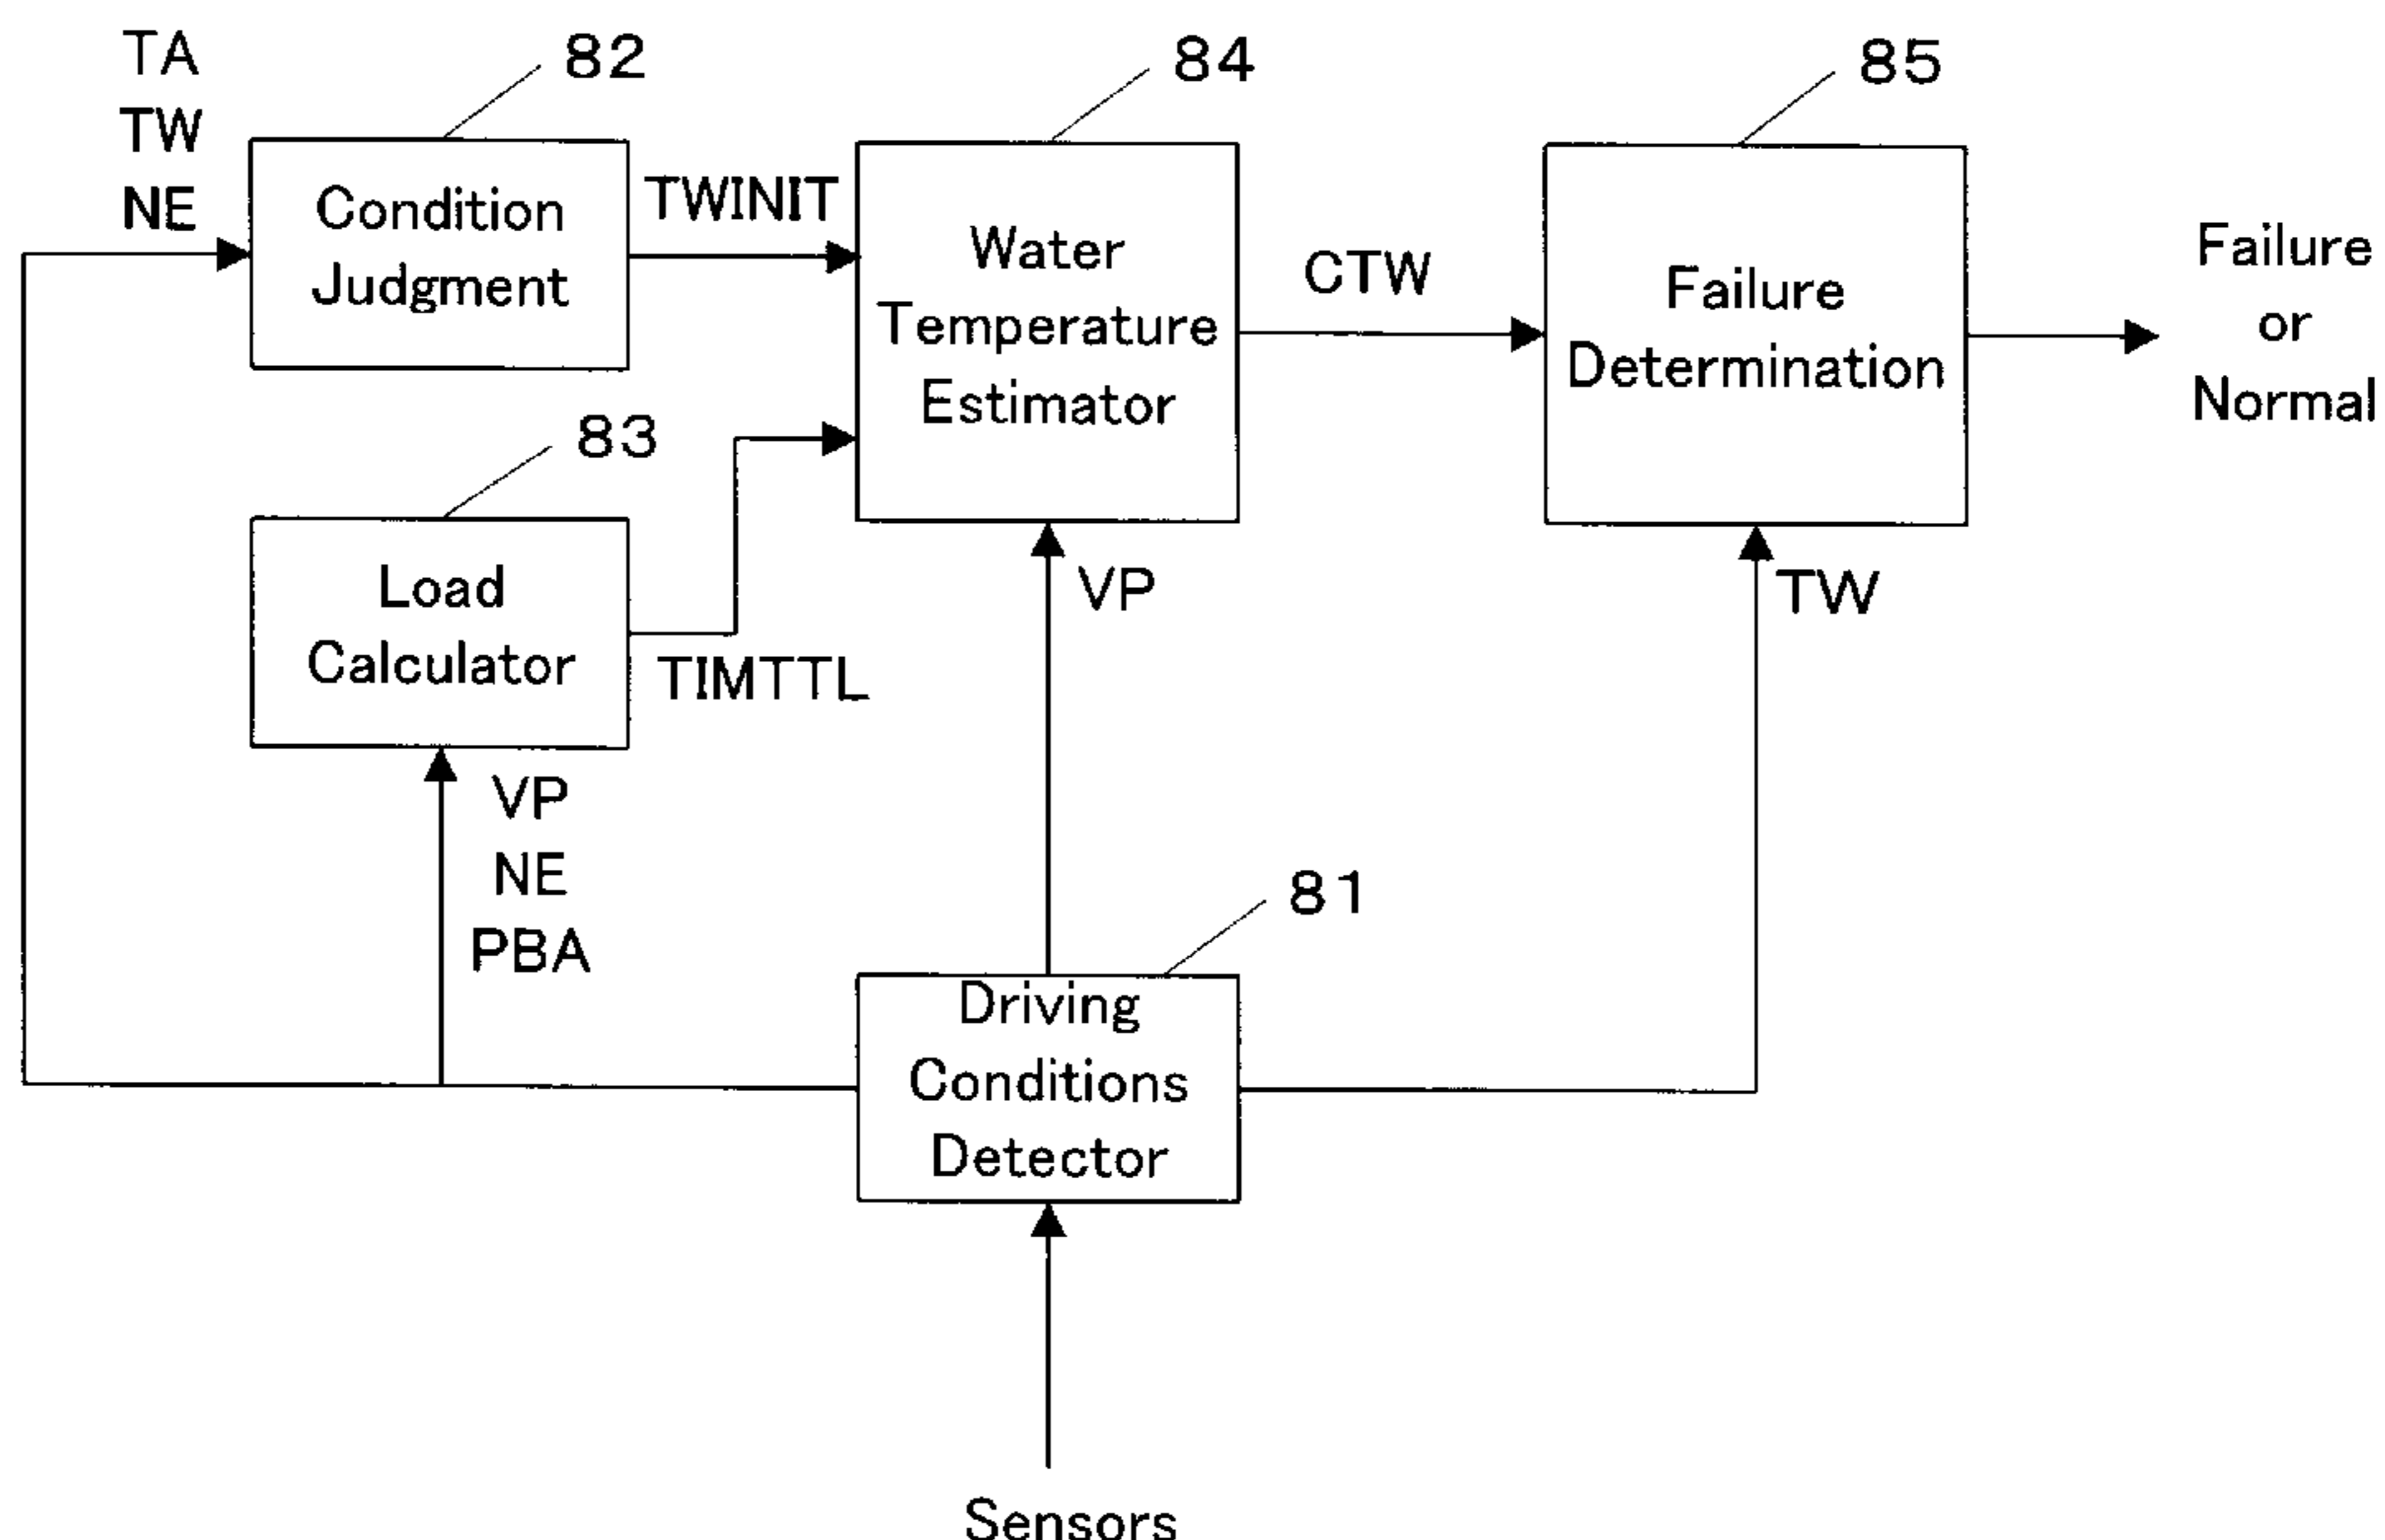 TA
TW
NE
82
Condition
Judgment
TWINIT
84
Water
Temperature
Estimator
CTW
85
Failure
Determination
Failure
or
Normal
83
Load
Calculator
TIMTTL
VP
NE
PBA
VP
TW
81
Driving
Conditions
Detector
Sensors